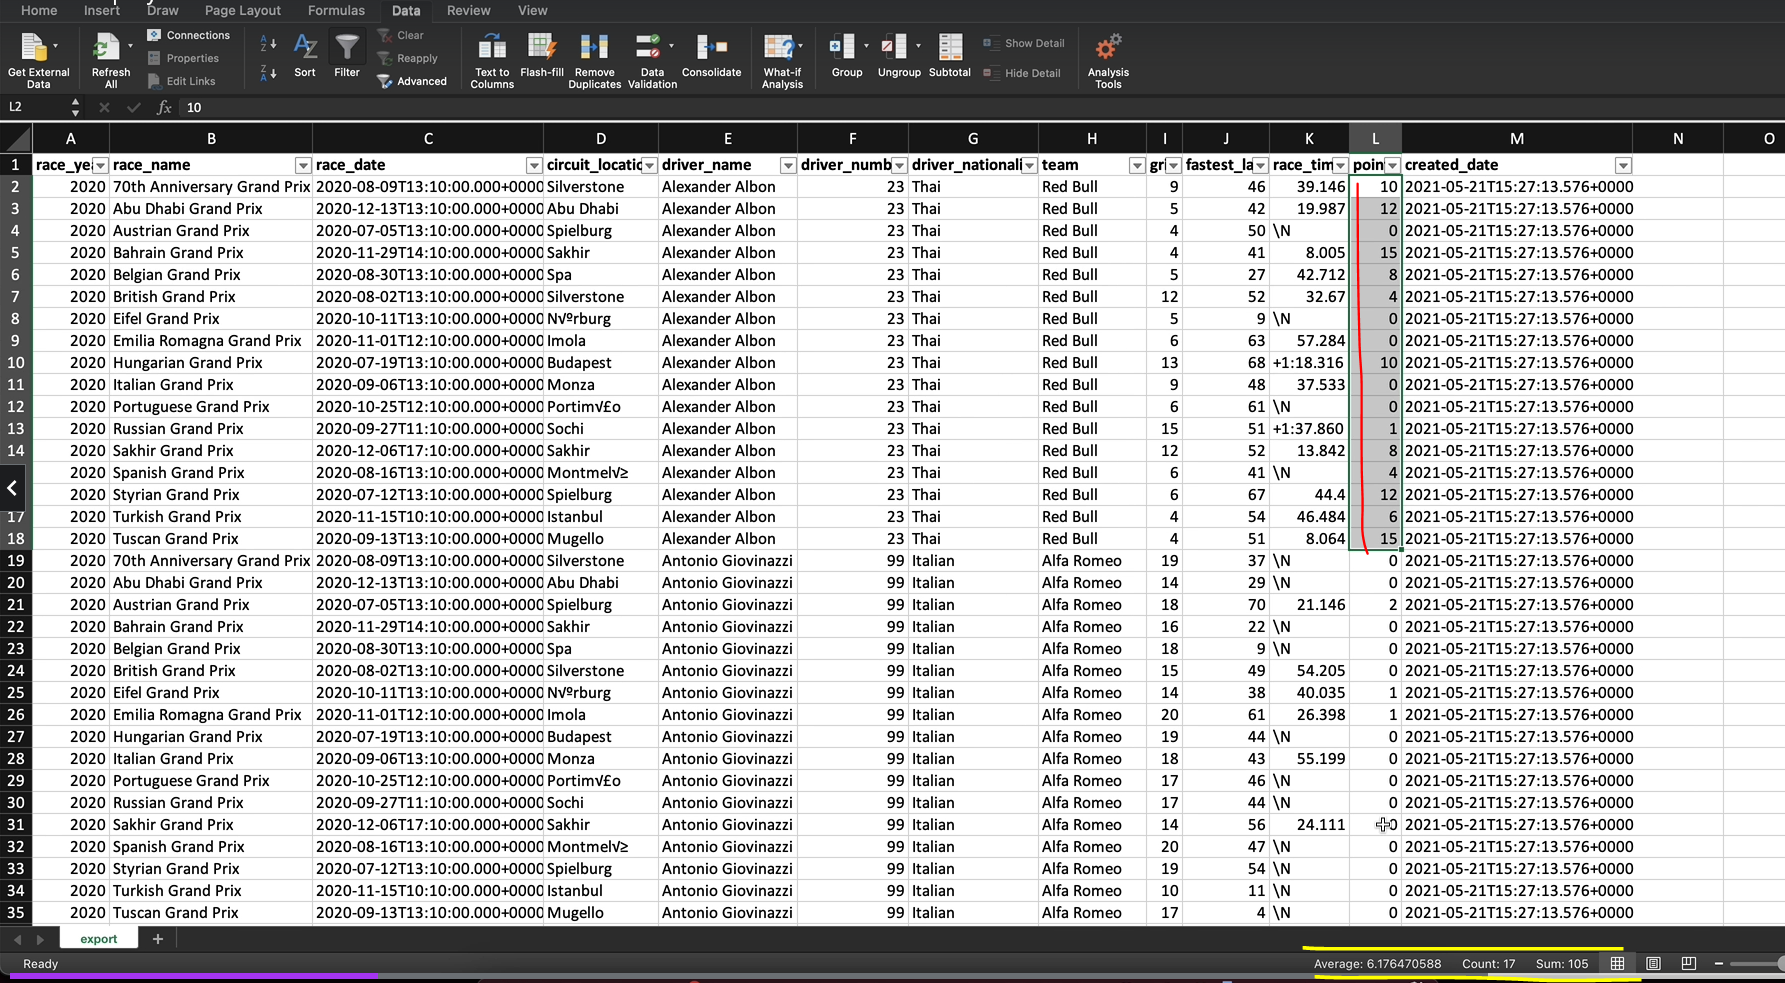 Home Insert Draw Page Layout Formulas Data Review View
Get External Data
Refresh All
Connections
Properties
Edit Links
Sort
Filter
Clear
Reapply
Advanced
Text to Columns
Flash-fill
Remove Duplicates
Data Validation
Consolidate
What-if Analysis
Group
Ungroup
Subtotal
Show Detail
Hide Detail
Analysis Tools
L2 fx 10
A B C D E F G H I J K L M N O
1 race_ye race_name race_date circuit_locatio driver_name driver_numb driver_nationali team gri fastest_la race_tim poin created_date
2 2020 70th Anniversary Grand Prix 2020-08-09T13:10:00.000+0000 Silverstone Alexander Albon 23 Thai Red Bull 9 46 39.146 10 2021-05-21T15:27:13.576+0000
3 2020 Abu Dhabi Grand Prix 2020-12-13T13:10:00.000+0000 Abu Dhabi Alexander Albon 23 Thai Red Bull 5 42 19.987 12 2021-05-21T15:27:13.576+0000
4 2020 Austrian Grand Prix 2020-07-05T13:10:00.000+0000 Spielburg Alexander Albon 23 Thai Red Bull 4 50 \N 0 2021-05-21T15:27:13.576+0000
5 2020 Bahrain Grand Prix 2020-11-29T14:10:00.000+0000 Sakhir Alexander Albon 23 Thai Red Bull 4 41 8.005 15 2021-05-21T15:27:13.576+0000
6 2020 Belgian Grand Prix 2020-08-30T13:10:00.000+0000 Spa Alexander Albon 23 Thai Red Bull 5 27 42.712 8 2021-05-21T15:27:13.576+0000
7 2020 British Grand Prix 2020-08-02T13:10:00.000+0000 Silverstone Alexander Albon 23 Thai Red Bull 12 52 32.67 4 2021-05-21T15:27:13.576+0000
8 2020 Eifel Grand Prix 2020-10-11T13:10:00.000+0000 N√ºrburg Alexander Albon 23 Thai Red Bull 5 9 \N 0 2021-05-21T15:27:13.576+0000
9 2020 Emilia Romagna Grand Prix 2020-11-01T12:10:00.000+0000 Imola Alexander Albon 23 Thai Red Bull 6 63 57.284 0 2021-05-21T15:27:13.576+0000
10 2020 Hungarian Grand Prix 2020-07-19T13:10:00.000+0000 Budapest Alexander Albon 23 Thai Red Bull 13 68 +1:18.316 10 2021-05-21T15:27:13.576+0000
11 2020 Italian Grand Prix 2020-09-06T13:10:00.000+0000 Monza Alexander Albon 23 Thai Red Bull 9 48 37.533 0 2021-05-21T15:27:13.576+0000
12 2020 Portuguese Grand Prix 2020-10-25T12:10:00.000+0000 Portim√£o Alexander Albon 23 Thai Red Bull 6 61 \N 0 2021-05-21T15:27:13.576+0000
13 2020 Russian Grand Prix 2020-09-27T11:10:00.000+0000 Sochi Alexander Albon 23 Thai Red Bull 15 51 +1:37.860 1 2021-05-21T15:27:13.576+0000
14 2020 Sakhir Grand Prix 2020-12-06T17:10:00.000+0000 Sakhir Alexander Albon 23 Thai Red Bull 12 52 13.842 8 2021-05-21T15:27:13.576+0000
2020 Spanish Grand Prix 2020-08-16T13:10:00.000+0000 Montmel√≥ Alexander Albon 23 Thai Red Bull 6 41 \N 4 2021-05-21T15:27:13.576+0000
2020 Styrian Grand Prix 2020-07-12T13:10:00.000+0000 Spielburg Alexander Albon 23 Thai Red Bull 6 67 44.4 12 2021-05-21T15:27:13.576+0000
17 2020 Turkish Grand Prix 2020-11-15T10:10:00.000+0000 Istanbul Alexander Albon 23 Thai Red Bull 4 54 46.484 6 2021-05-21T15:27:13.576+0000
18 2020 Tuscan Grand Prix 2020-09-13T13:10:00.000+0000 Mugello Alexander Albon 23 Thai Red Bull 4 51 8.064 15 2021-05-21T15:27:13.576+0000
19 2020 70th Anniversary Grand Prix 2020-08-09T13:10:00.000+0000 Silverstone Antonio Giovinazzi 99 Italian Alfa Romeo 19 37 \N 0 2021-05-21T15:27:13.576+0000
20 2020 Abu Dhabi Grand Prix 2020-12-13T13:10:00.000+0000 Abu Dhabi Antonio Giovinazzi 99 Italian Alfa Romeo 14 29 \N 0 2021-05-21T15:27:13.576+0000
21 2020 Austrian Grand Prix 2020-07-05T13:10:00.000+0000 Spielburg Antonio Giovinazzi 99 Italian Alfa Romeo 18 70 21.146 2 2021-05-21T15:27:13.576+0000
22 2020 Bahrain Grand Prix 2020-11-29T14:10:00.000+0000 Sakhir Antonio Giovinazzi 99 Italian Alfa Romeo 16 22 \N 0 2021-05-21T15:27:13.576+0000
23 2020 Belgian Grand Prix 2020-08-30T13:10:00.000+0000 Spa Antonio Giovinazzi 99 Italian Alfa Romeo 18 9 \N 0 2021-05-21T15:27:13.576+0000
24 2020 British Grand Prix 2020-08-02T13:10:00.000+0000 Silverstone Antonio Giovinazzi 99 Italian Alfa Romeo 15 49 54.205 0 2021-05-21T15:27:13.576+0000
25 2020 Eifel Grand Prix 2020-10-11T13:10:00.000+0000 N√ºrburg Antonio Giovinazzi 99 Italian Alfa Romeo 14 38 40.035 1 2021-05-21T15:27:13.576+0000
26 2020 Emilia Romagna Grand Prix 2020-11-01T12:10:00.000+0000 Imola Antonio Giovinazzi 99 Italian Alfa Romeo 20 61 26.398 1 2021-05-21T15:27:13.576+0000
27 2020 Hungarian Grand Prix 2020-07-19T13:10:00.000+0000 Budapest Antonio Giovinazzi 99 Italian Alfa Romeo 19 44 \N 0 2021-05-21T15:27:13.576+0000
28 2020 Italian Grand Prix 2020-09-06T13:10:00.000+0000 Monza Antonio Giovinazzi 99 Italian Alfa Romeo 18 43 55.199 0 2021-05-21T15:27:13.576+0000
29 2020 Portuguese Grand Prix 2020-10-25T12:10:00.000+0000 Portim√£o Antonio Giovinazzi 99 Italian Alfa Romeo 17 46 \N 0 2021-05-21T15:27:13.576+0000
30 2020 Russian Grand Prix 2020-09-27T11:10:00.000+0000 Sochi Antonio Giovinazzi 99 Italian Alfa Romeo 17 44 \N 0 2021-05-21T15:27:13.576+0000
31 2020 Sakhir Grand Prix 2020-12-06T17:10:00.000+0000 Sakhir Antonio Giovinazzi 99 Italian Alfa Romeo 14 56 24.111 0 2021-05-21T15:27:13.576+0000
32 2020 Spanish Grand Prix 2020-08-16T13:10:00.000+0000 Montmel√≥ Antonio Giovinazzi 99 Italian Alfa Romeo 20 47 \N 0 2021-05-21T15:27:13.576+0000
33 2020 Styrian Grand Prix 2020-07-12T13:10:00.000+0000 Spielburg Antonio Giovinazzi 99 Italian Alfa Romeo 19 54 \N 0 2021-05-21T15:27:13.576+0000
34 2020 Turkish Grand Prix 2020-11-15T10:10:00.000+0000 Istanbul Antonio Giovinazzi 99 Italian Alfa Romeo 10 11 \N 0 2021-05-21T15:27:13.576+0000
35 2020 Tuscan Grand Prix 2020-09-13T13:10:00.000+0000 Mugello Antonio Giovinazzi 99 Italian Alfa Romeo 17 4 \N 0 2021-05-21T15:27:13.576+0000
export
Ready Average: 6.176470588 Count: 17 Sum: 105